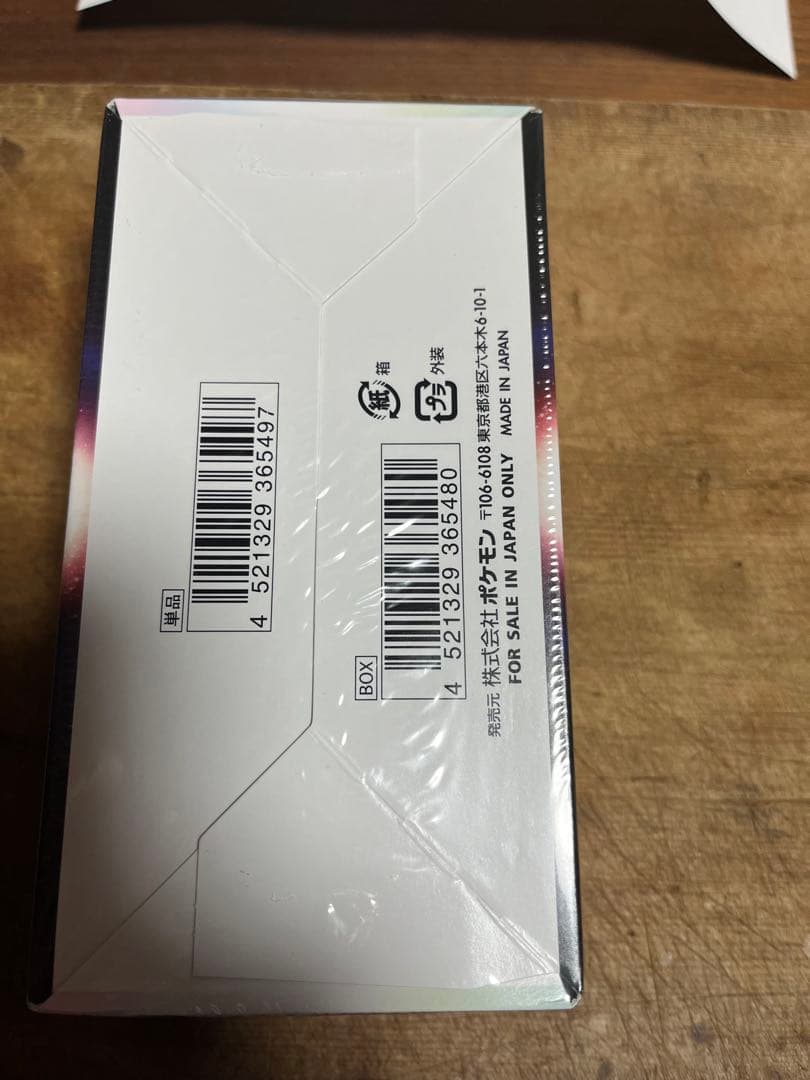 単品
4 521329 365497
BOX
4 521329 365480
紙 箱
プラ 外装
発売元 株式会社 ポケモン 〒106-6108 東京都港区六本木6-10-1
FOR SALE IN JAPAN ONLY MADE IN JAPAN